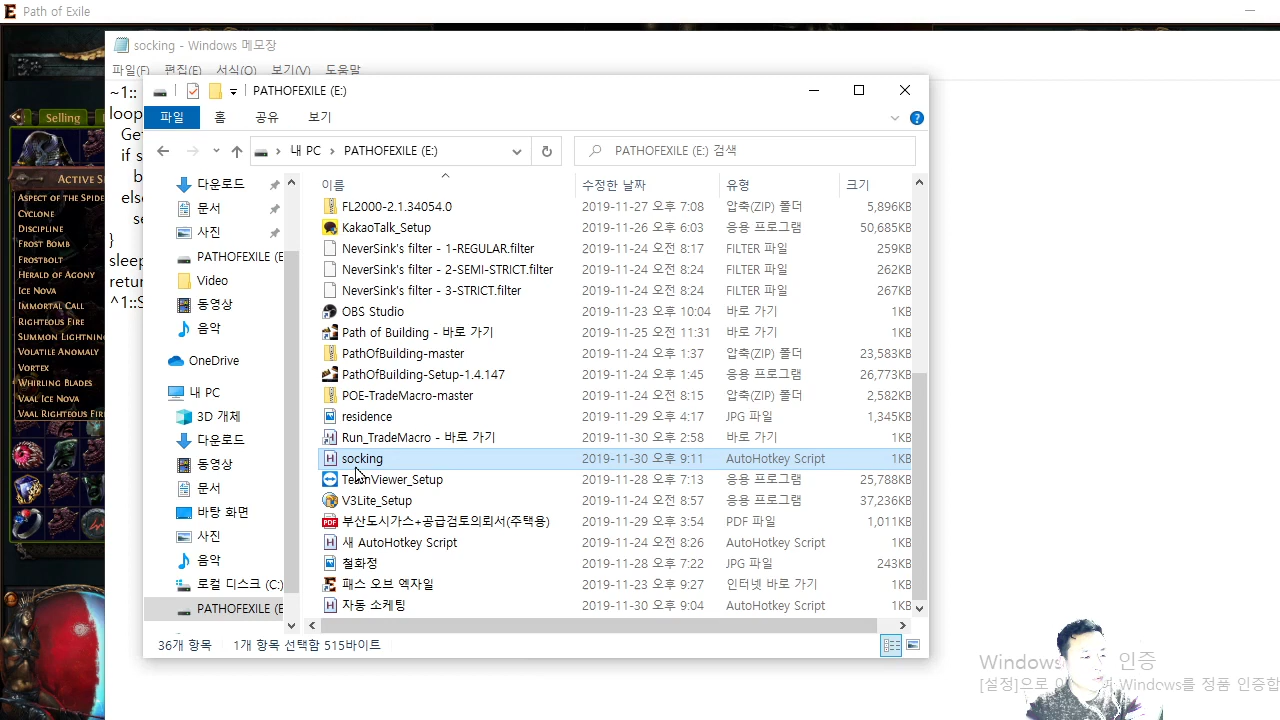 Path of Exile
socking - Windows 메모장
파일(F) 편집(E) 서식(O) 보기(V) 도움말
PATHOFEXILE (E:)
파일 홈 공유 보기
내 PC PATHOFEXILE (E:)
PATHOFEXILE (E:) 검색
~1::
loop
Ge
if s
b
else
se
}
sleep
retur
^1::S
Selling
Active S
Aspect of the Spide
Cyclone
Discipline
Frost Bomb
Frostbolt
Herald of Agony
Ice Nova
Immortal Call
Righteous Fire
Summon Lightning
Volatile Anomaly
Vortex
Whirling Blades
Vaal Ice Nova
Vaal Righteous Fire
다운로드
문서
사진
PATHOFEXILE (E
Video
동영상
음악
OneDrive
내 PC
3D 개체
다운로드
동영상
문서
바탕 화면
사진
음악
로컬 디스크 (C:)
PATHOFEXILE (E
이름 수정한 날짜 유형 크기
FL2000-2.1.34054.0 2019-11-27 오후 7:08 압축(ZIP) 폴더 5,896KB
KakaoTalk_Setup 2019-11-26 오후 6:03 응용 프로그램 50,685KB
NeverSink's filter - 1-REGULAR.filter 2019-11-24 오후 8:17 FILTER 파일 259KB
NeverSink's filter - 2-SEMI-STRICT.filter 2019-11-24 오후 8:24 FILTER 파일 262KB
NeverSink's filter - 3-STRICT.filter 2019-11-24 오후 8:24 FILTER 파일 267KB
OBS Studio 2019-11-23 오후 10:04 바로 가기 1KB
Path of Building - 바로 가기 2019-11-25 오전 11:31 바로 가기 1KB
PathOfBuilding-master 2019-11-24 오후 1:37 압축(ZIP) 폴더 23,583KB
PathOfBuilding-Setup-1.4.147 2019-11-24 오후 1:45 응용 프로그램 26,773KB
POE-TradeMacro-master 2019-11-24 오후 8:15 압축(ZIP) 폴더 2,582KB
residence 2019-11-29 오후 4:17 JPG 파일 1,345KB
Run_TradeMacro - 바로 가기 2019-11-30 오후 2:58 바로 가기 1KB
socking 2019-11-30 오후 9:11 AutoHotkey Script 1KB
TeamViewer_Setup 2019-11-28 오후 7:13 응용 프로그램 25,788KB
V3Lite_Setup 2019-11-24 오전 8:57 응용 프로그램 37,236KB
부산도시가스+공급검토의뢰서(주택용) 2019-11-29 오후 3:54 PDF 파일 1,011KB
새 AutoHotkey Script 2019-11-24 오전 8:26 AutoHotkey Script 1KB
철화정 2019-11-28 오후 7:22 JPG 파일 243KB
패스 오브 엑자일 2019-11-23 오후 9:27 인터넷 바로 가기 1KB
자동 소케팅 2019-11-30 오후 9:04 AutoHotkey Script 1KB
36개 항목 1개 항목 선택함 515바이트
Windows 인증
[설정]으로 Windows를 정품 인증합